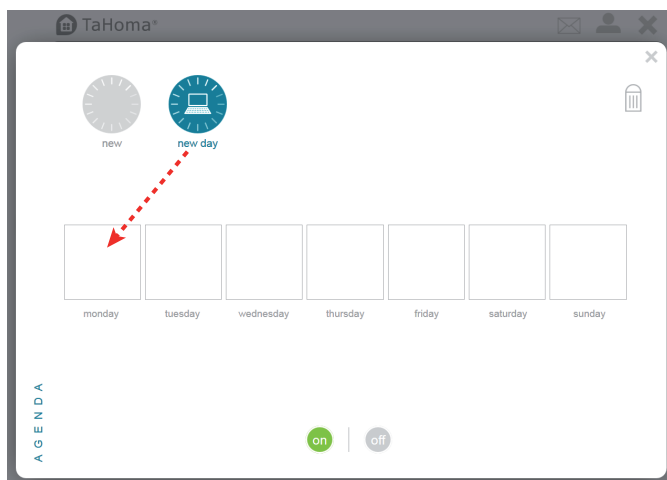 TaHoma®
new
new day
monday tuesday wednesday thursday friday saturday sunday
AGENDA
on off